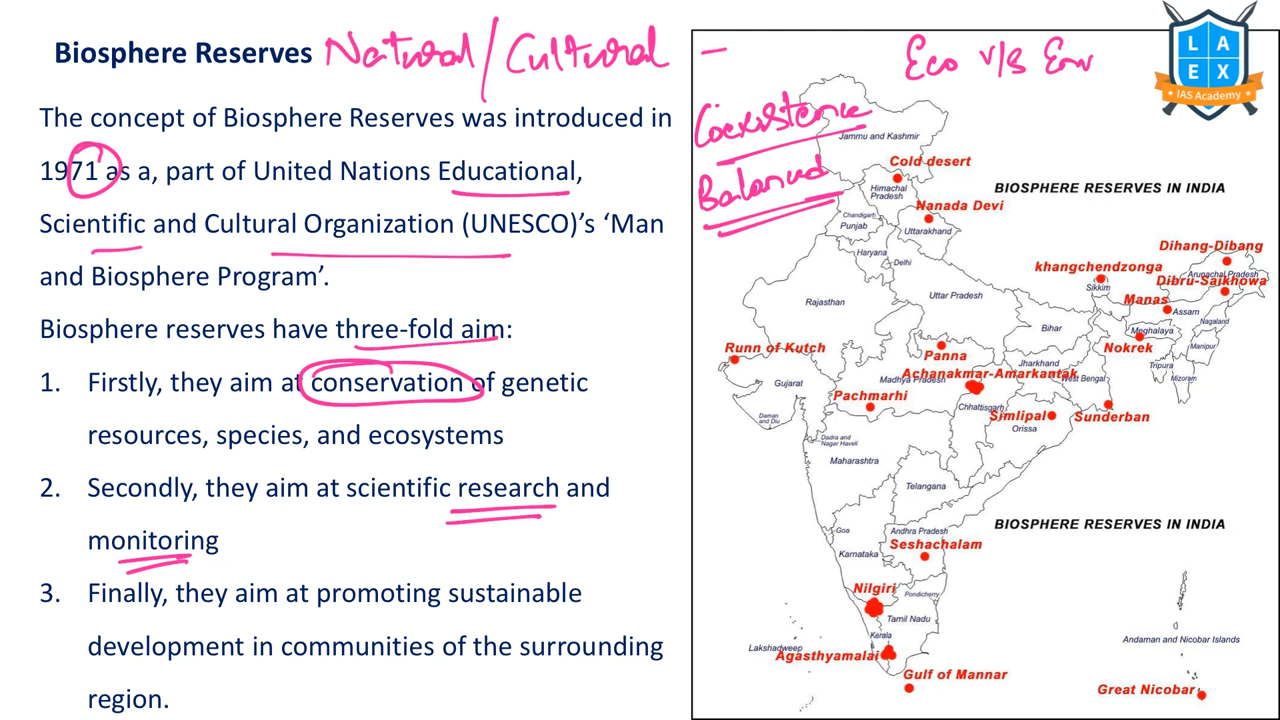 Biosphere Reserves Natural/Cultural
The concept of Biosphere Reserves was introduced in
1971 as a, part of United Nations Educational,
Scientific and Cultural Organization (UNESCO)’s ‘Man
and Biosphere Program’.
Biosphere reserves have three-fold aim:
1. Firstly, they aim at conservation of genetic
resources, species, and ecosystems
2. Secondly, they aim at scientific research and
monitoring
3. Finally, they aim at promoting sustainable
development in communities of the surrounding
region.
Eco v/s Env
Coexistence
Balanced
LA
EX
IAS Academy
Jammu and Kashmir
Cold desert
BIOSPHERE RESERVES IN INDIA
Himachal
Pradesh
Nanada Devi
Chandigarh
Punjab
Uttarakhand
Haryana
Delhi
Dihang-Dibang
khangchendzonga
Arunachal Pradesh
Dibru-Saikhowa
Sikkim
Manas
Assam
Rajasthan
Uttar Pradesh
Nagaland
Bihar
Meghalaya
Runn of Kutch
Panna
Nokrek
Manipur
Jharkhand
Tripura
Achanakmar-Amarkantak
Madhya Pradesh
West Bengal
Mizoram
Gujarat
Pachmarhi
Chhattisgarh
Simlipal
Sunderban
Daman
and Diu
Orissa
Dadra and
Nagar Haveli
Maharashtra
Telangana
BIOSPHERE RESERVES IN INDIA
Goa
Andhra Pradesh
Seshachalam
Karnataka
Nilgiri
Pondicherry
Tamil Nadu
Kerala
Andaman and Nicobar Islands
Lakshadweep
Agasthyamalai
Gulf of Mannar
Great Nicobar